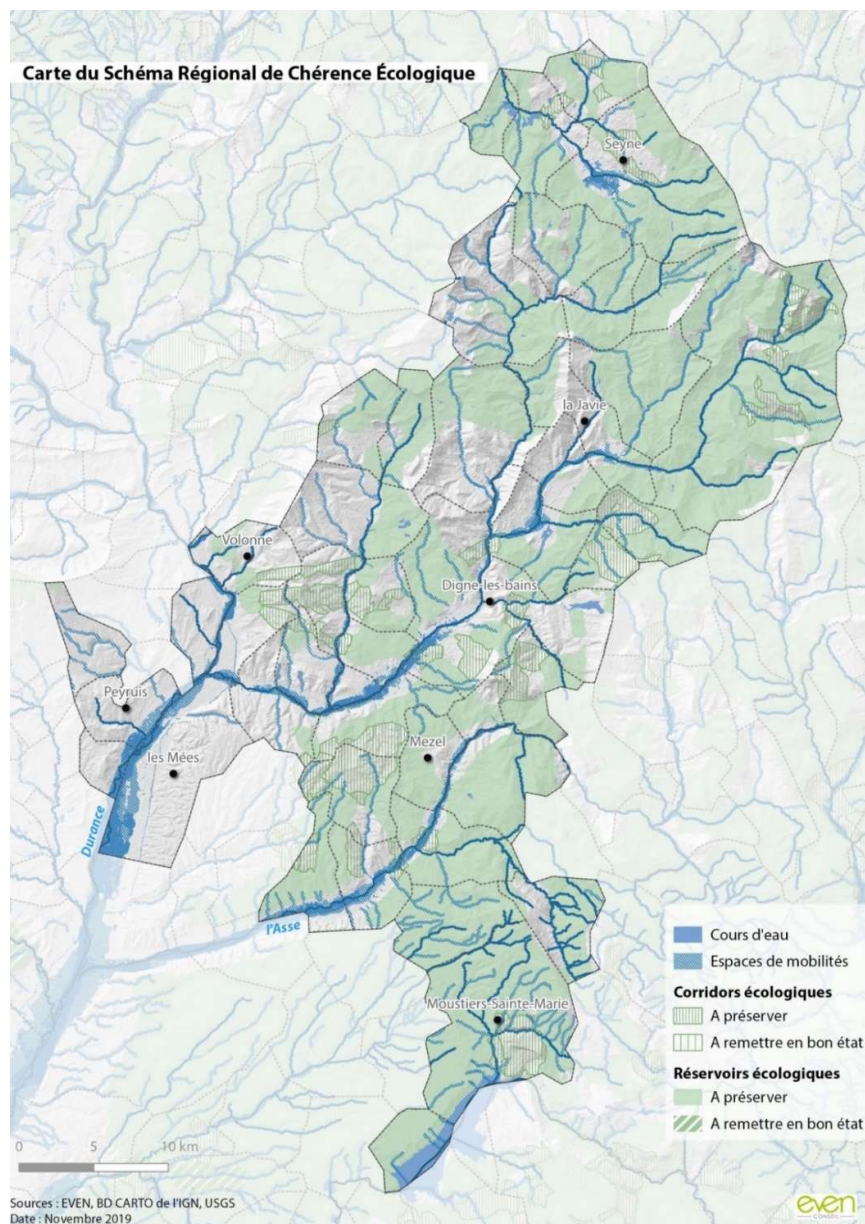 Carte du Schéma Régional de Chérence Écologique
Seyne
la Javie
Volonne
Digne-les-bains
Peyruis
Mezel
les Mées
Durance
l'Asse
Moustiers-Sainte-Marie
Cours d'eau
Espaces de mobilités
Corridors écologiques
A préserver
A remettre en bon état
Réservoirs écologiques
A préserver
A remettre en bon état
0 5 10 km
Sources : EVEN, BD CARTO de l'IGN, USGS
Date : Novembre 2019
even
CONSEIL